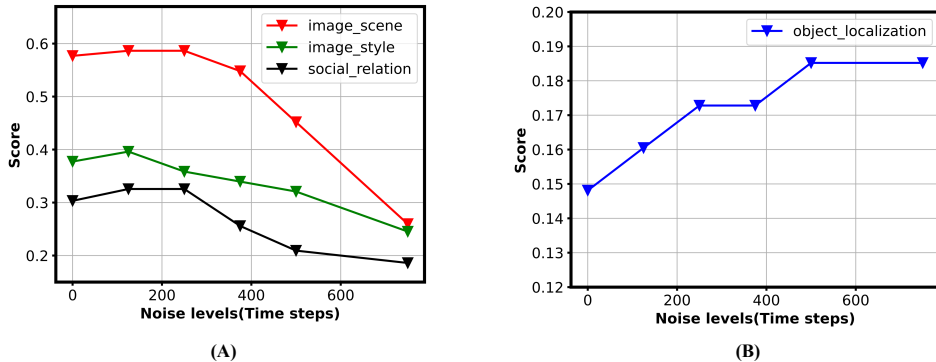 0.6
0.5
0.4
0.3
0.2
0
200
400
600
Score
Noise levels(Time steps)
image_scene
image_style
social_relation
(A)
0.20
0.19
0.18
0.17
0.16
0.15
0.14
0.13
0.12
0
200
400
600
Score
Noise levels(Time steps)
object_localization
(B)